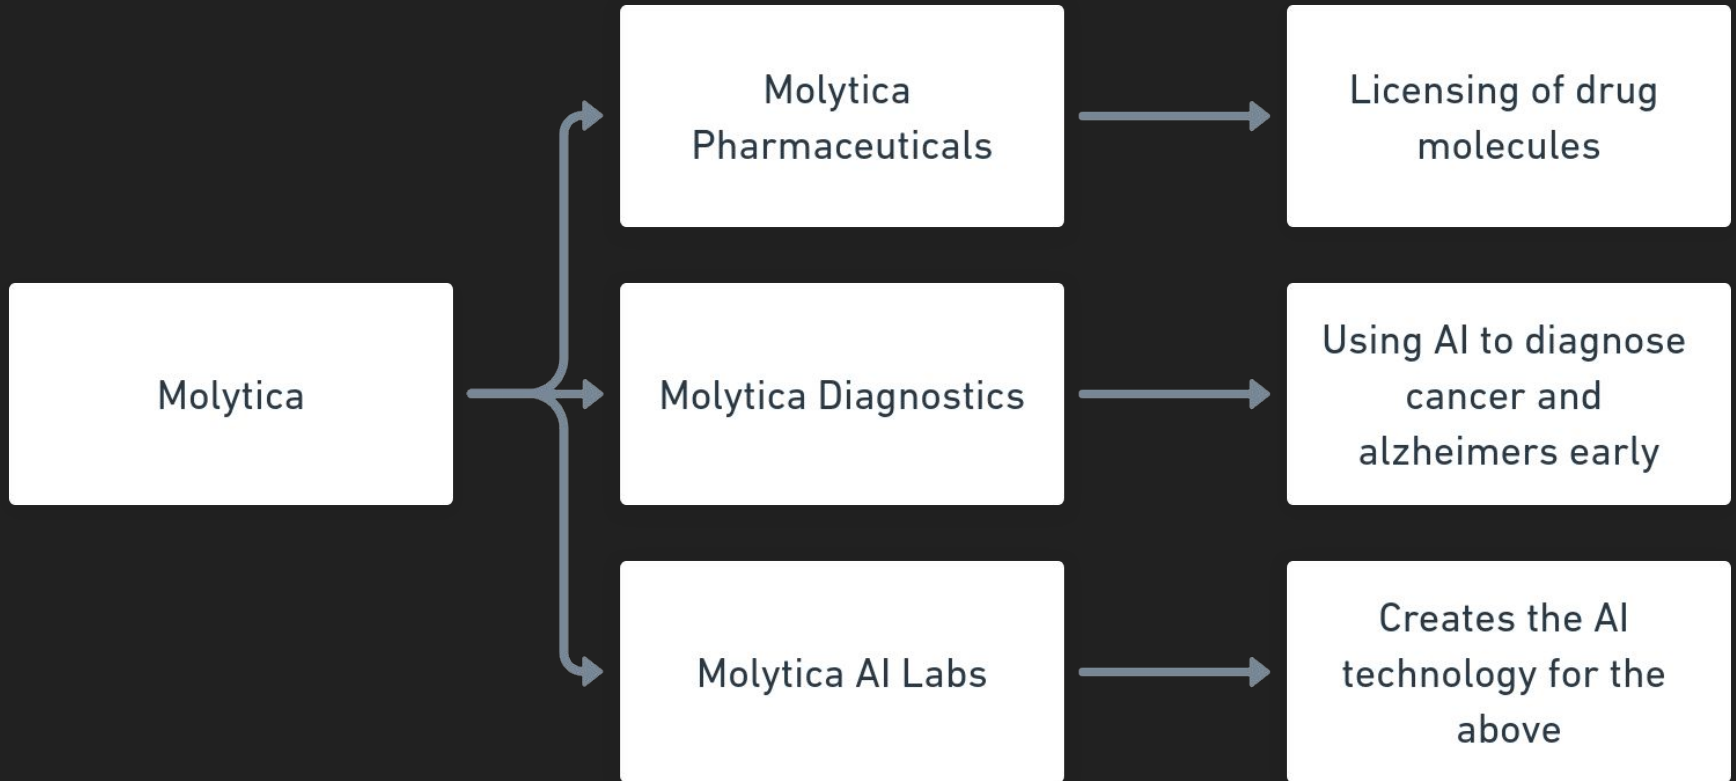 Molytica
Molytica
Pharmaceuticals
Licensing of drug
molecules
Molytica Diagnostics
Using AI to diagnose
cancer and
alzheimers early
Molytica AI Labs
Creates the AI
technology for the
above